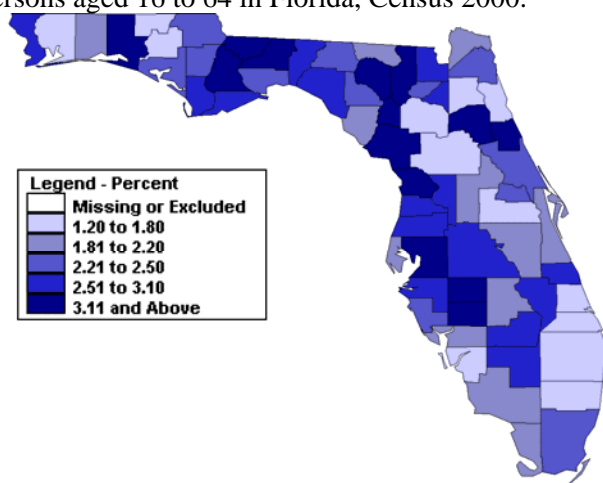 ersons aged 16 to 64 in Florida, Census 2000.
Legend - Percent
Missing or Excluded
1.20 to 1.80
1.81 to 2.20
2.21 to 2.50
2.51 to 3.10
3.11 and Above